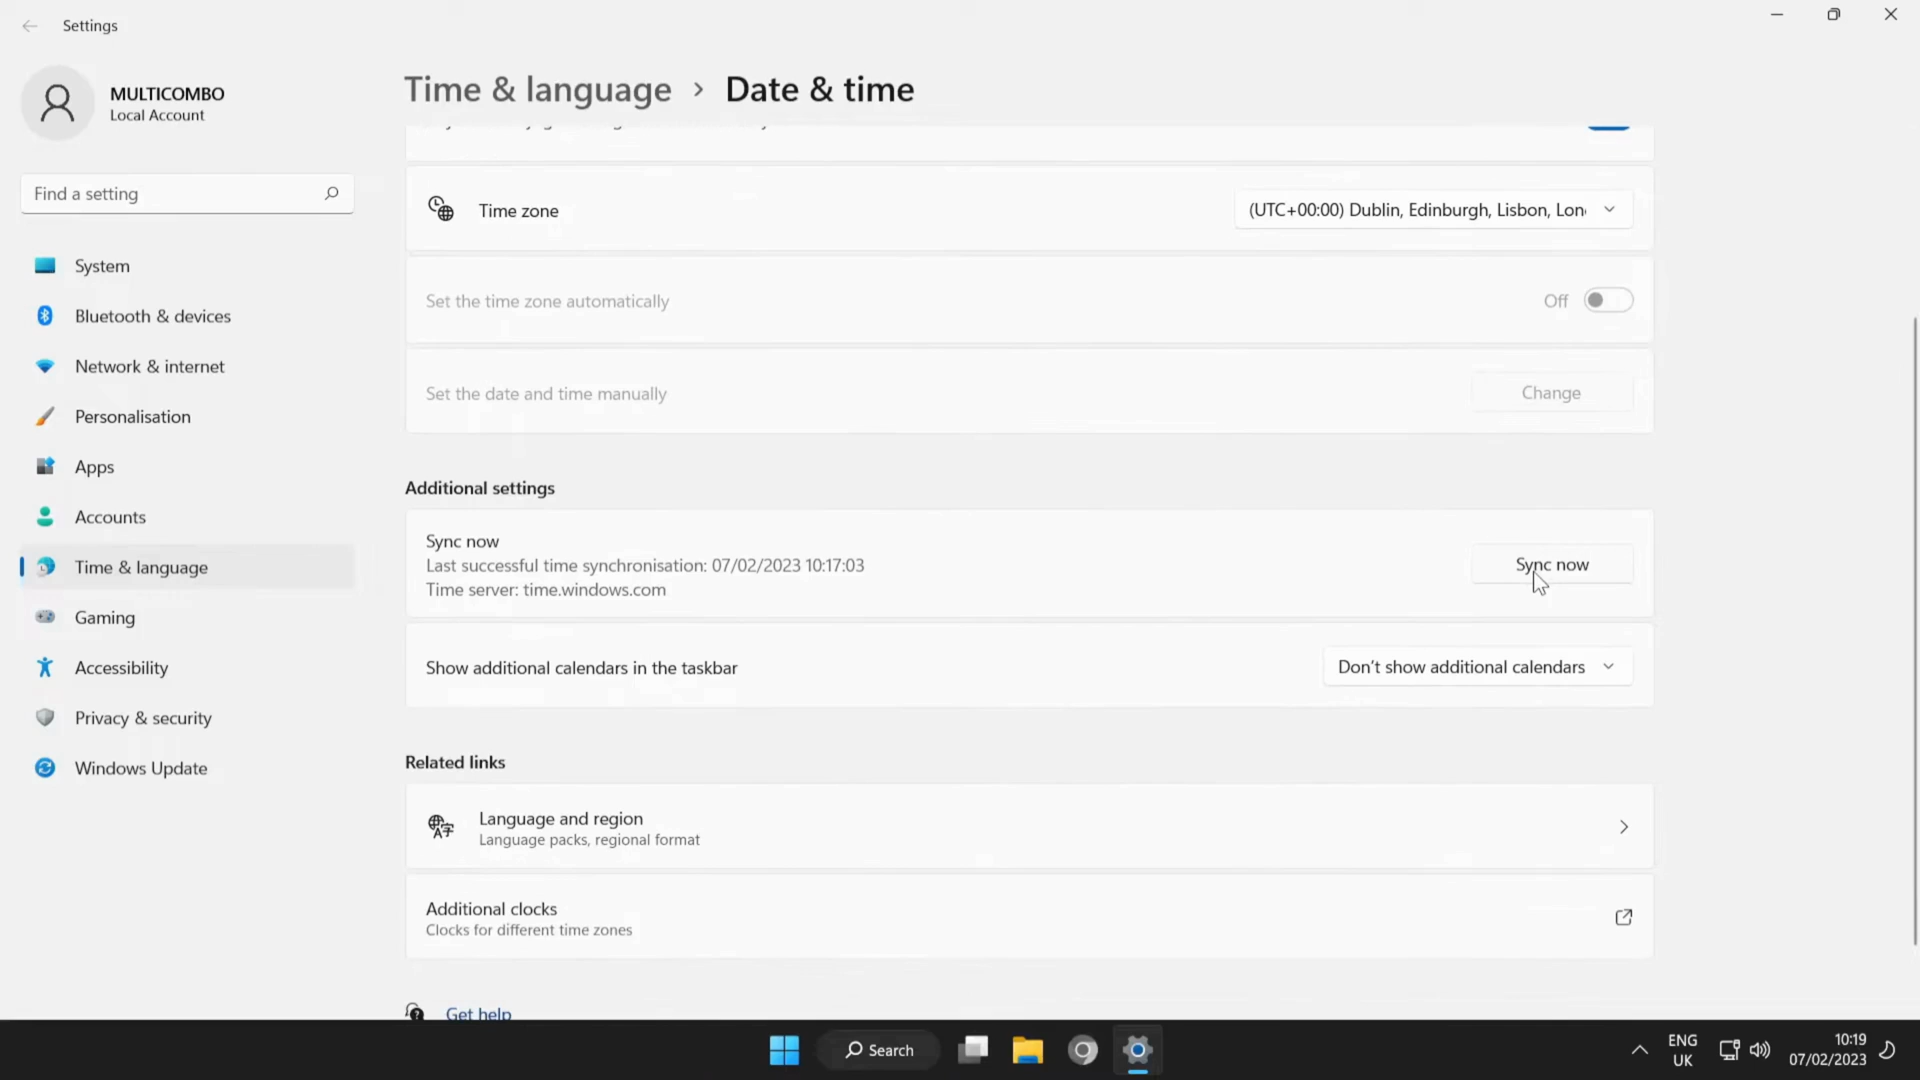 Settings
MULTICOMBO
Local Account
Find a setting
System
Bluetooth & devices
Network & internet
Personalisation
Apps
Accounts
Time & language
Gaming
Accessibility
Privacy & security
Windows Update
Time & language > Date & time
Time zone
(UTC+00:00) Dublin, Edinburgh, Lisbon, Lon
Set the time zone automatically
Off
Set the date and time manually
Change
Additional settings
Sync now
Last successful time synchronisation: 07/02/2023 10:17:03
Time server: time.windows.com
Sync now
Show additional calendars in the taskbar
Don't show additional calendars
Related links
Language and region
Language packs, regional format
Additional clocks
Clocks for different time zones
Get help
Search
ENG
UK
10:19
07/02/2023